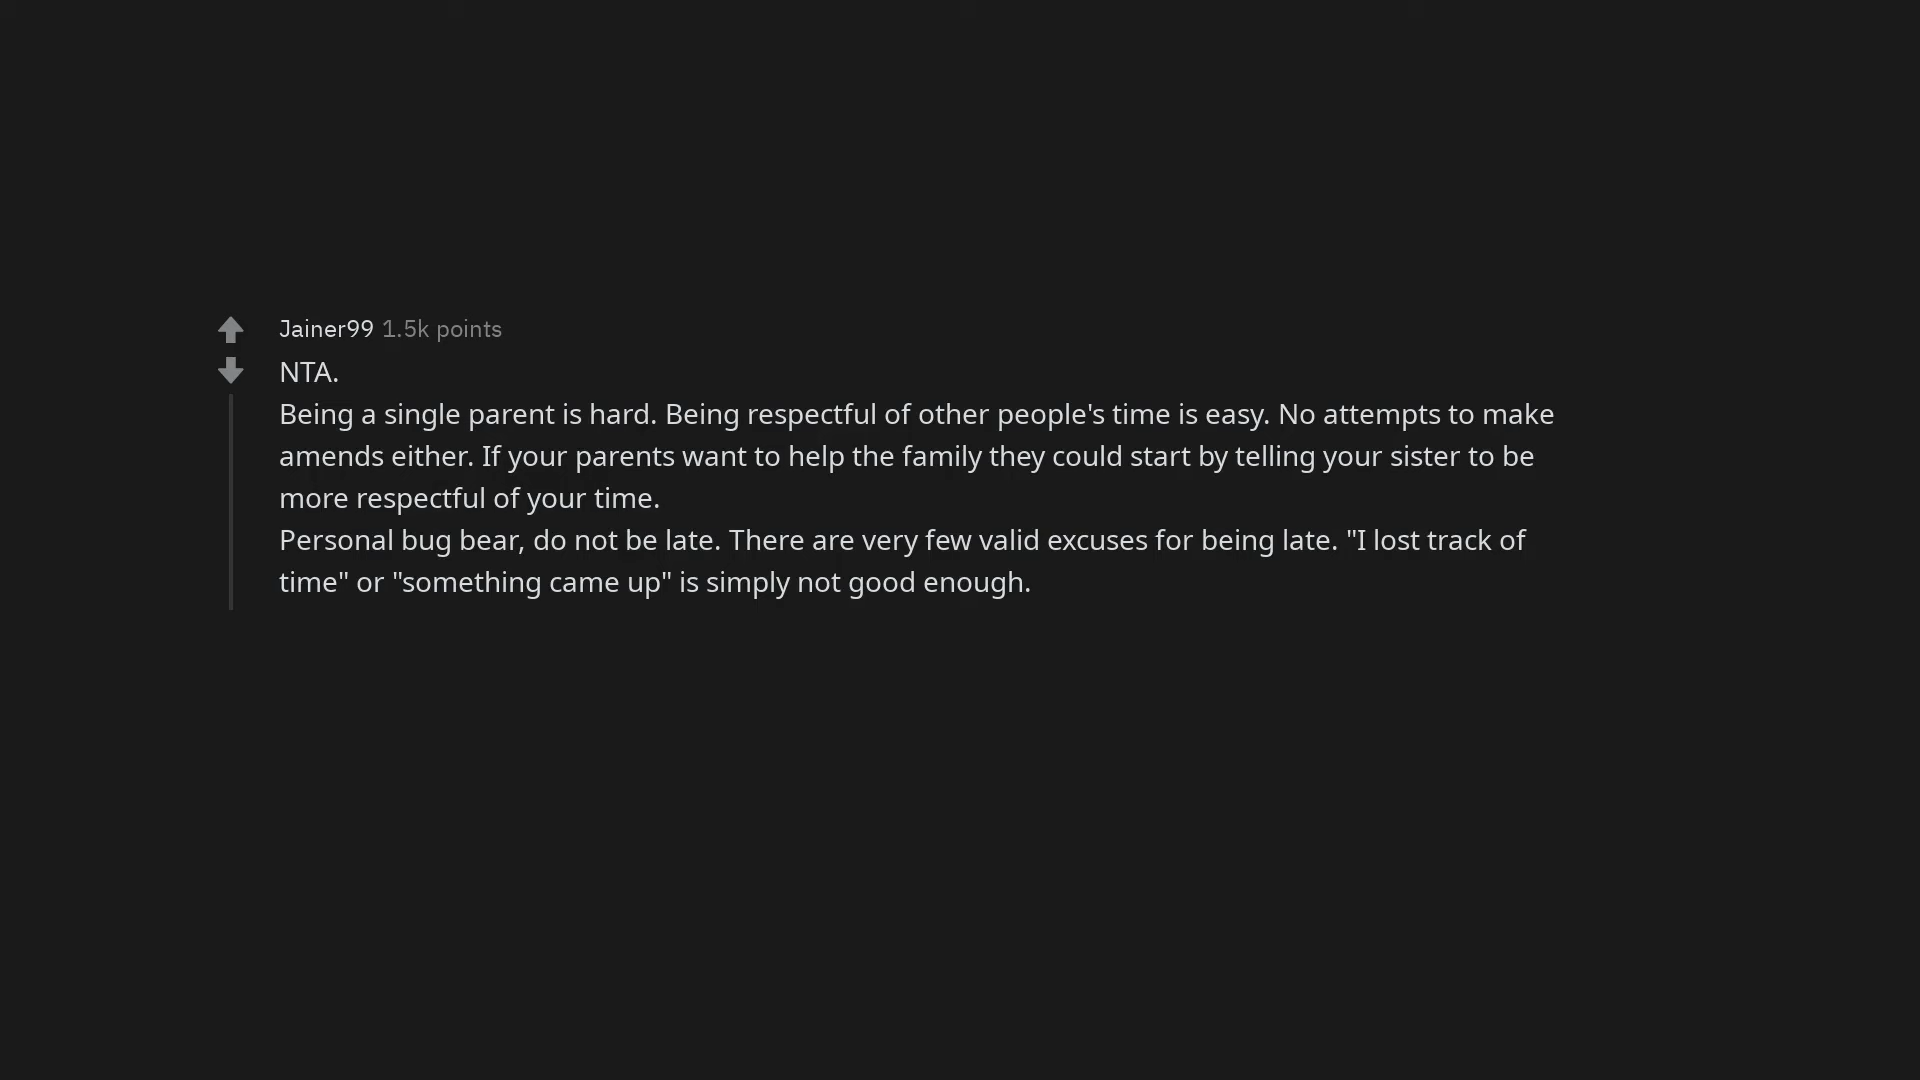 Jainer99 1.5k points
NTA.
Being a single parent is hard. Being respectful of other people's time is easy. No attempts to make
amends either. If your parents want to help the family they could start by telling your sister to be
more respectful of your time.
Personal bug bear, do not be late. There are very few valid excuses for being late. "I lost track of
time" or "something came up" is simply not good enough.